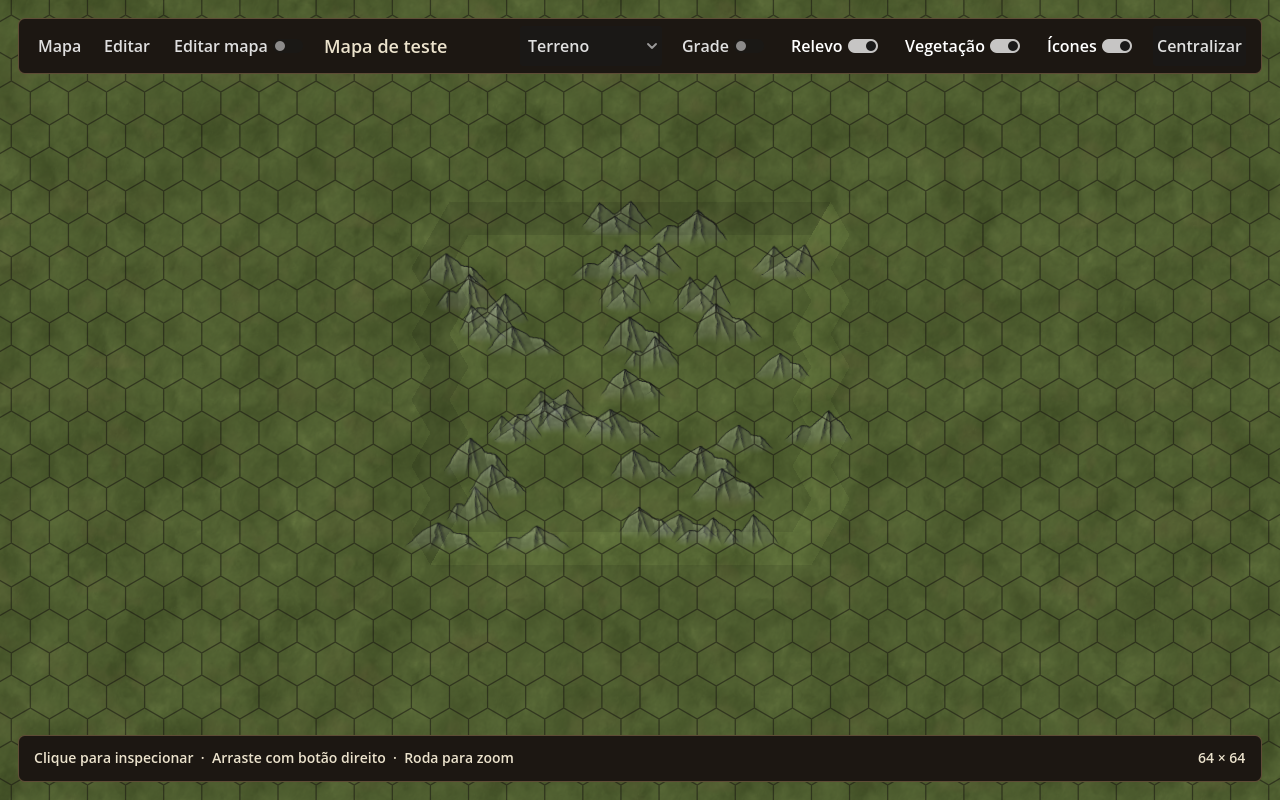 Mapa Editar Editar mapa Mapa de teste Terreno Grade Relevo Vegetação Ícones Centralizar
Clique para inspecionar · Arraste com botão direito · Roda para zoom 64 × 64